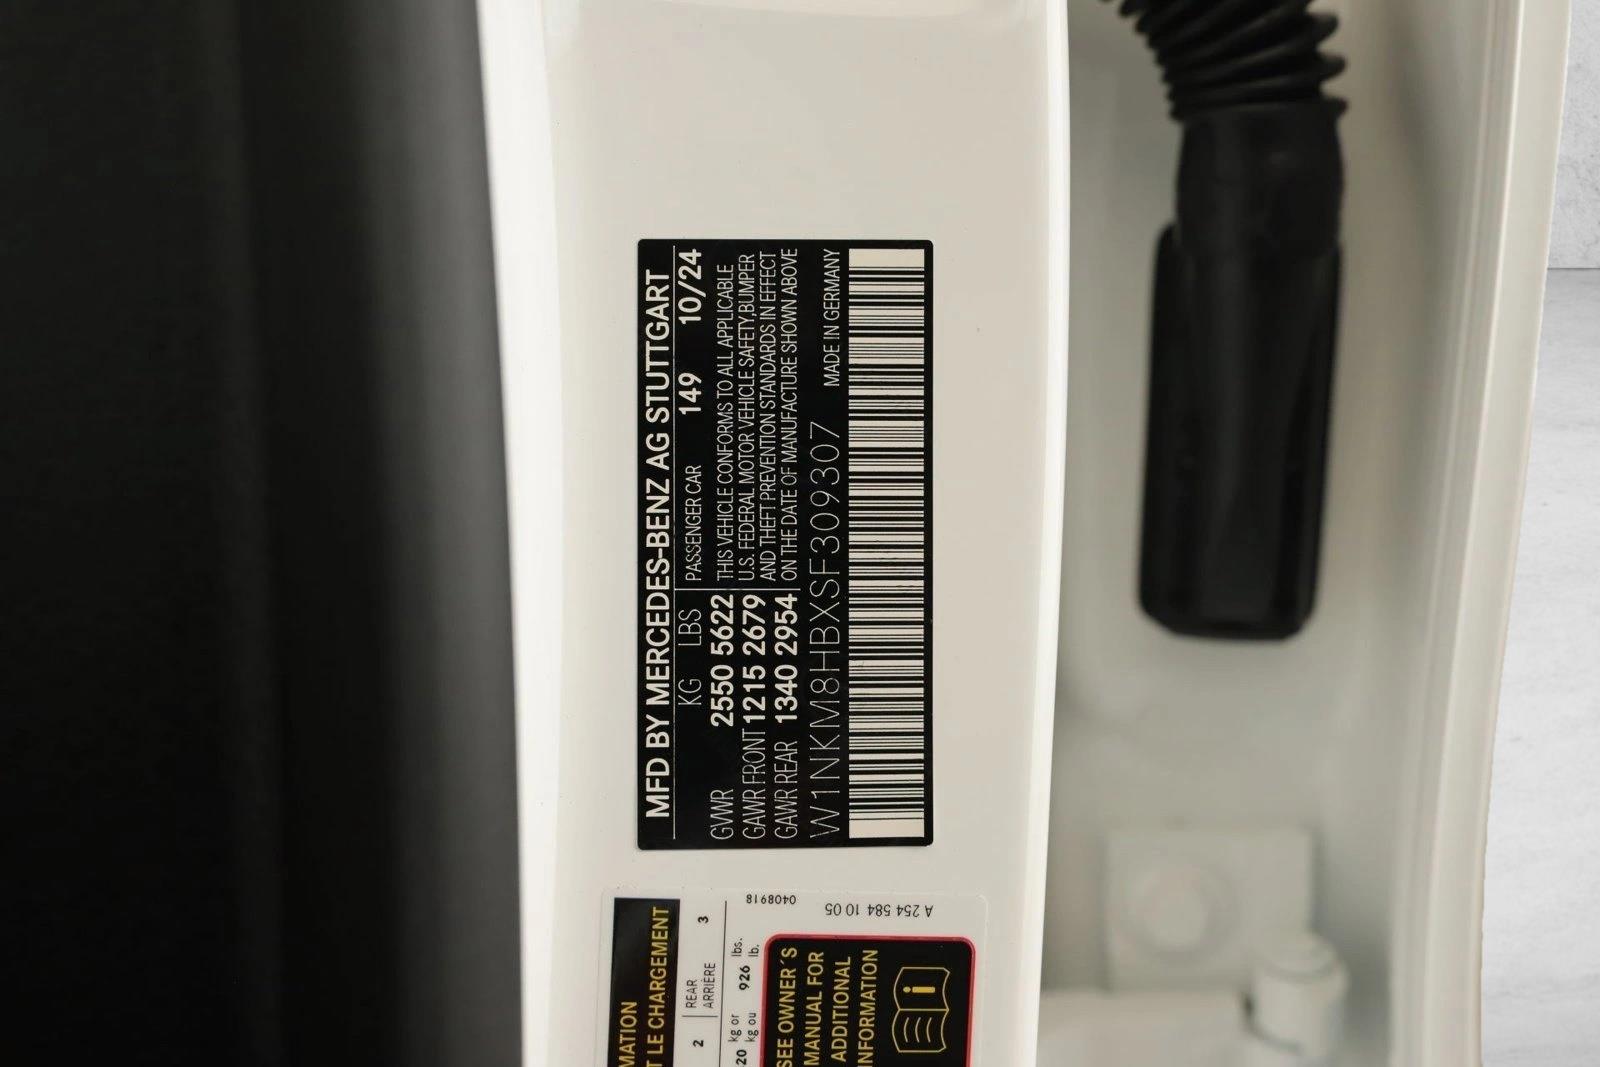 MFD BY MERCEDES-BENZ AG STUTTGART
KG LBS PASSENGER CAR 149 10/24
GVWR 2550 5622 THIS VEHICLE CONFORMS TO ALL APPLICABLE
GAWR FRONT 1215 2679 U.S. FEDERAL MOTOR VEHICLE SAFETY,BUMPER
GAWR REAR 1340 2954 AND THEFT PREVENTION STANDARDS IN EFFECT
ON THE DATE OF MANUFACTURE SHOWN ABOVE
W1NKM8HBXSF309307 MADE IN GERMANY
MATION
T LE CHARGEMENT
2 REAR 3
ARRIÈRE
20 kg or 926 lbs.
kg ou lb.
0408918
A 254 584 10 05
SEE OWNER´S
MANUAL FOR
ADDITIONAL
INFORMATION
i